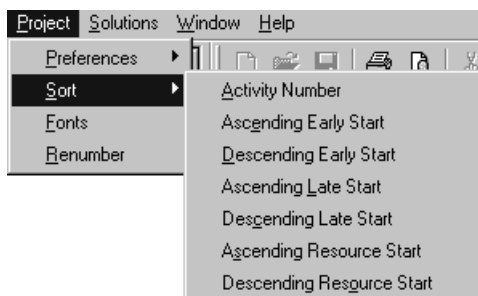 Project Solutions Window Help
Preferences
Sort
Fonts
Renumber
Activity Number
Ascending Early Start
Descending Early Start
Ascending Late Start
Descending Late Start
Ascending Resource Start
Descending Resource Start